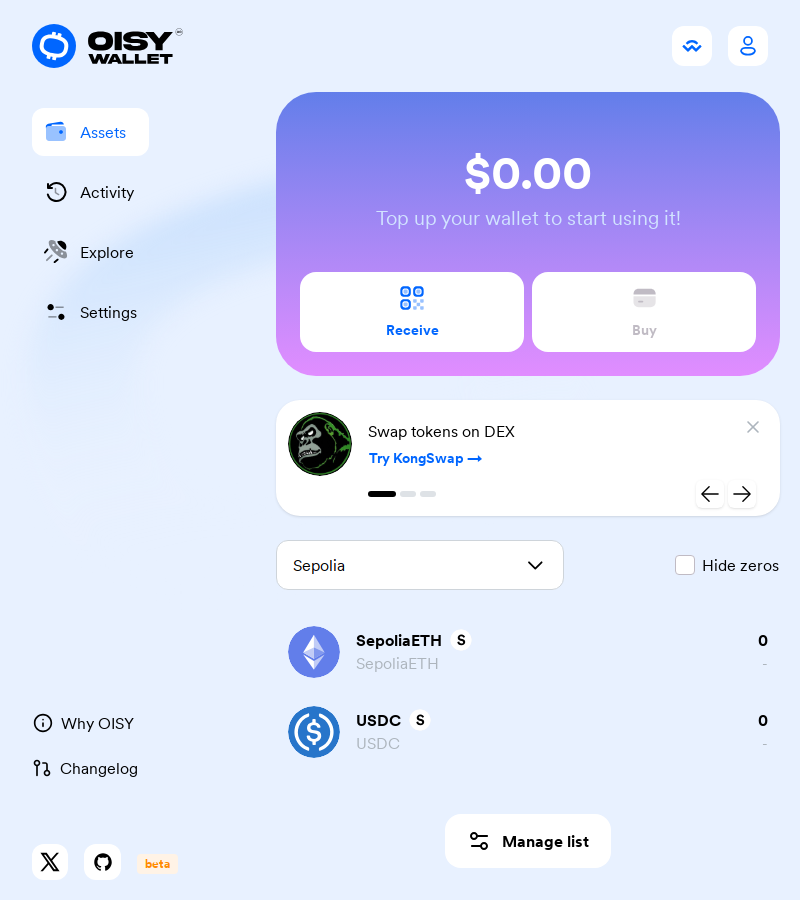 OISY
WALLET
Assets
Activity
Explore
Settings
$0.00
Top up your wallet to start using it!
Receive
Buy
Swap tokens on DEX
Try KongSwap →
Sepolia
Hide zeros
SepoliaETH S
0
SepoliaETH
-
USDC S
0
USDC
-
Why OISY
Changelog
Manage list
beta